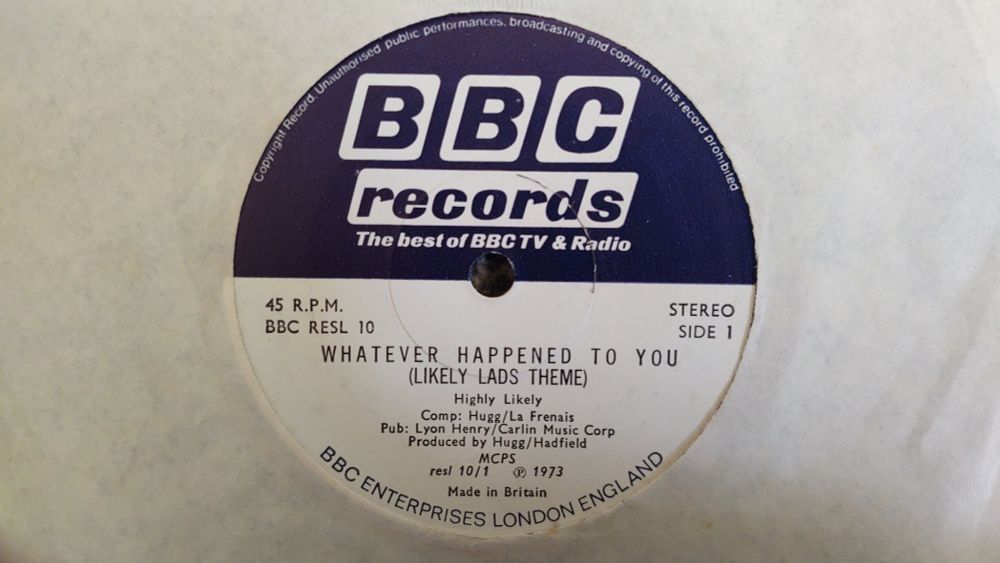 Copyright Record. Unauthorised public performances, broadcasting and copying of this record prohibited
BBC
records
The best of BBC TV & Radio
45 R.P.M.
BBC RESL 10
STEREO
SIDE 1
WHATEVER HAPPENED TO YOU
(LIKELY LADS THEME)
Highly Likely
Comp: Hugg/La Frenais
Pub: Lyon Henry/Carlin Music Corp
Produced by Hugg/Hadfield
MCPS
resl 10/1 ℗ 1973
Made in Britain
BBC ENTERPRISES LONDON ENGLAND